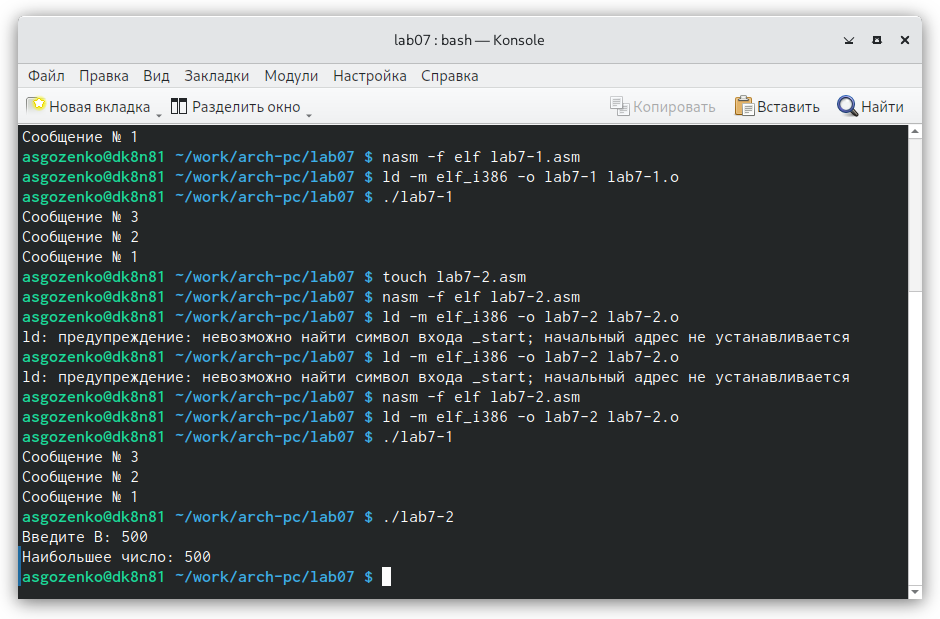 lab07 : bash — Konsole
Файл Правка Вид Закладки Модули Настройка Справка
Новая вкладка Разделить окно Копировать Вставить Найти
Сообщение № 1
asgozenko@dk8n81 ~/work/arch-pc/lab07 $ nasm -f elf lab7-1.asm
asgozenko@dk8n81 ~/work/arch-pc/lab07 $ ld -m elf_i386 -o lab7-1 lab7-1.o
asgozenko@dk8n81 ~/work/arch-pc/lab07 $ ./lab7-1
Сообщение № 3
Сообщение № 2
Сообщение № 1
asgozenko@dk8n81 ~/work/arch-pc/lab07 $ touch lab7-2.asm
asgozenko@dk8n81 ~/work/arch-pc/lab07 $ nasm -f elf lab7-2.asm
asgozenko@dk8n81 ~/work/arch-pc/lab07 $ ld -m elf_i386 -o lab7-2 lab7-2.o
ld: предупреждение: невозможно найти символ входа _start; начальный адрес не устанавливается
asgozenko@dk8n81 ~/work/arch-pc/lab07 $ ld -m elf_i386 -o lab7-2 lab7-2.o
ld: предупреждение: невозможно найти символ входа _start; начальный адрес не устанавливается
asgozenko@dk8n81 ~/work/arch-pc/lab07 $ nasm -f elf lab7-2.asm
asgozenko@dk8n81 ~/work/arch-pc/lab07 $ ld -m elf_i386 -o lab7-2 lab7-2.o
asgozenko@dk8n81 ~/work/arch-pc/lab07 $ ./lab7-1
Сообщение № 3
Сообщение № 2
Сообщение № 1
asgozenko@dk8n81 ~/work/arch-pc/lab07 $ ./lab7-2
Введите B: 500
Наибольшее число: 500
asgozenko@dk8n81 ~/work/arch-pc/lab07 $